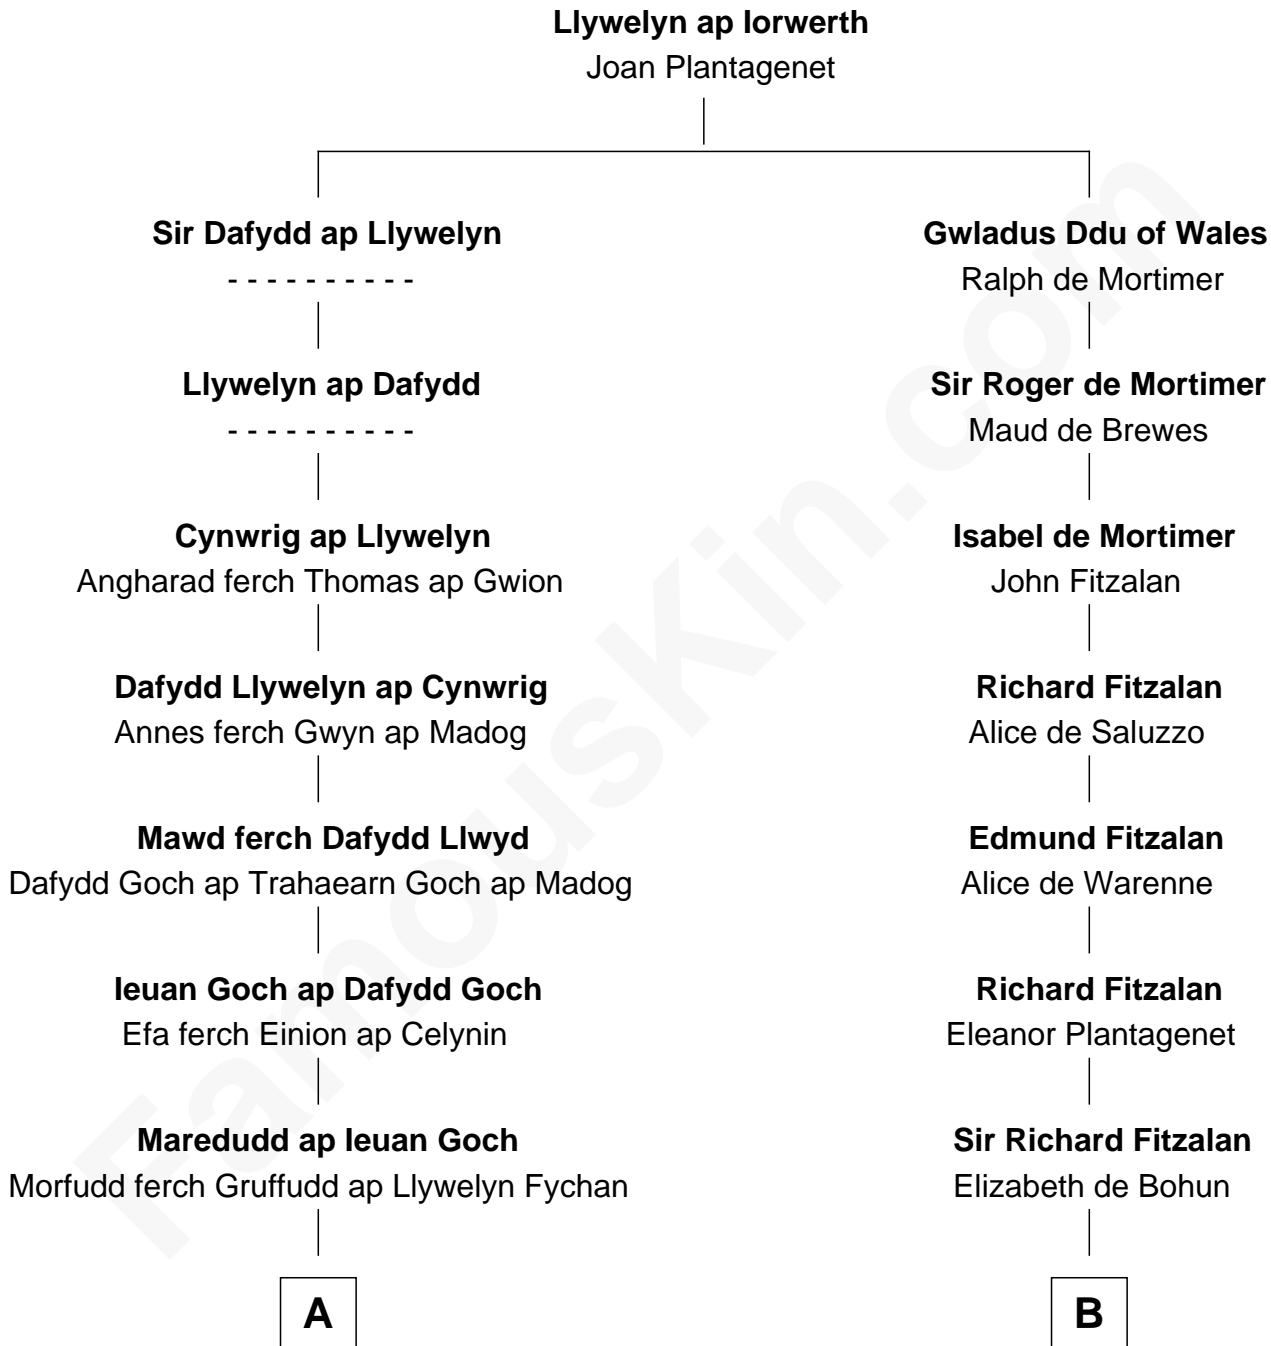 Llywelyn ap Iorwerth
Joan Plantagenet
Sir Dafydd ap Llywelyn
- - - - - - - - - -
Llywelyn ap Dafydd
- - - - - - - - - -
Cynwrig ap Llywelyn
Angharad ferch Thomas ap Gwion
Dafydd Llywelyn ap Cynwrig
Annes ferch Gwyn ap Madog
Mawd ferch Dafydd Llwyd
Dafydd Goch ap Trahaearn Goch ap Madog
Ieuan Goch ap Dafydd Goch
Efa ferch Einion ap Celynin
Maredudd ap Ieuan Goch
Morfudd ferch Gruffudd ap Llywelyn Fychan
A
Gwladus Ddu of Wales
Ralph de Mortimer
Sir Roger de Mortimer
Maud de Brewes
Isabel de Mortimer
John Fitzalan
Richard Fitzalan
Alice de Saluzzo
Edmund Fitzalan
Alice de Warenne
Richard Fitzalan
Eleanor Plantagenet
Sir Richard Fitzalan
Elizabeth de Bohun
B
FamousKin.com